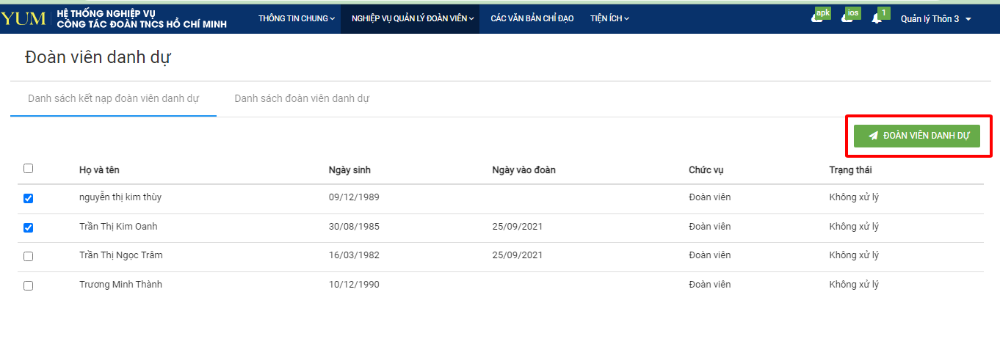 YUM
HỆ THỐNG NGHIỆP VỤ
CÔNG TÁC ĐOÀN TNCS HỒ CHÍ MINH
THÔNG TIN CHUNG
NGHIỆP VỤ QUẢN LÝ ĐOÀN VIÊN
CÁC VĂN BẢN CHỈ ĐẠO
TIỆN ÍCH
apk
ios
1
Quản lý Thôn 3
Đoàn viên danh dự
Danh sách kết nạp đoàn viên danh dự
Danh sách đoàn viên danh dự
ĐOÀN VIÊN DANH DỰ
Họ và tên Ngày sinh Ngày vào đoàn Chức vụ Trạng thái
nguyễn thị kim thùy 09/12/1989 Đoàn viên Không xử lý
Trần Thị Kim Oanh 30/08/1985 25/09/2021 Đoàn viên Không xử lý
Trần Thị Ngọc Trâm 16/03/1982 25/09/2021 Đoàn viên Không xử lý
Trương Minh Thành 10/12/1990 Đoàn viên Không xử lý